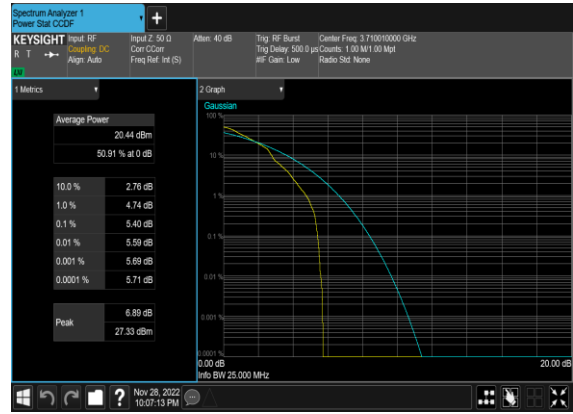 Spectrum Analyzer 1
Power Stat CCDF
+
KEYSIGHT
R T
LW
Input: RF
Coupling: DC
Align: Auto
Input Z: 50 Ω
Corr CCorr
Freq Ref: Int (S)
Atten: 40 dB
Trig: RF Burst
Trig Delay: 500.0 µs
#IF Gain: Low
Center Freq: 3.710010000 GHz
Counts: 1.00 M/1.00 Mpt
Radio Std: None
1 Metrics
Average Power
20.44 dBm
50.91 % at 0 dB
10.0 % 2.76 dB
1.0 % 4.74 dB
0.1 % 5.40 dB
0.01 % 5.59 dB
0.001 % 5.69 dB
0.0001 % 5.71 dB
Peak
6.89 dB
27.33 dBm
2 Graph
Gaussian
100 %
10 %
1 %
0.1 %
0.01 %
0.001 %
0.0001 %
0.00 dB 20.00 dB
Info BW 25.000 MHz
?
Nov 28, 2022
10:07:13 PM